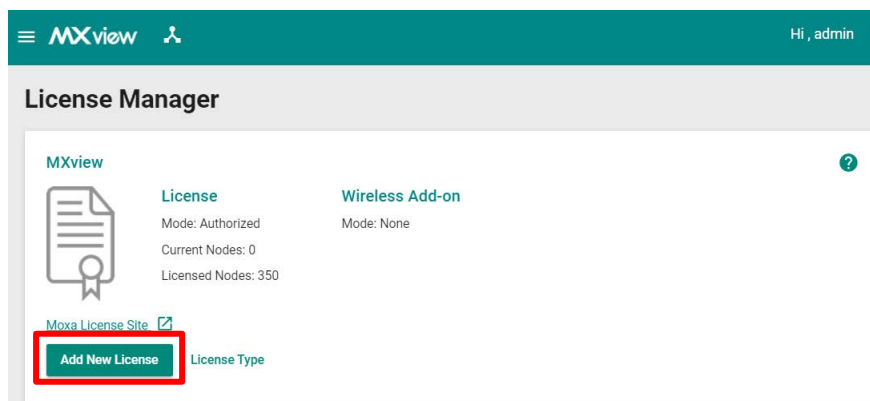 MXview
Hi , admin
License Manager
MXview
License
Wireless Add-on
Mode: Authorized
Mode: None
Current Nodes: 0
Licensed Nodes: 350
Moxa License Site
Add New License
License Type